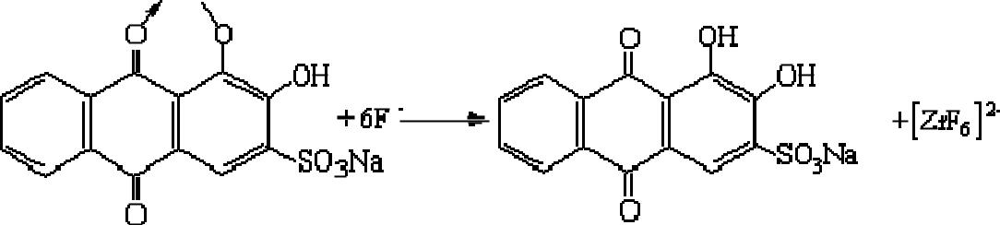 O O OH + 6F⁻ SO₃Na O
O OH OH + [ZrF₆]²⁻ SO₃Na O